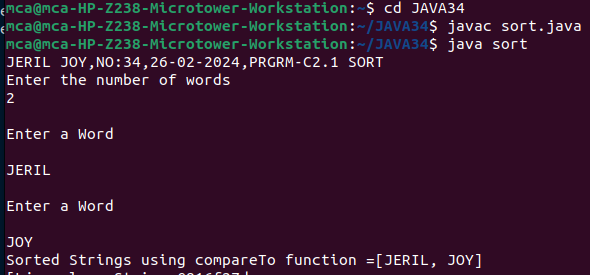 mca@mca-HP-Z238-Microtower-Workstation:~$ cd JAVA34
mca@mca-HP-Z238-Microtower-Workstation:~/JAVA34$ javac sort.java
mca@mca-HP-Z238-Microtower-Workstation:~/JAVA34$ java sort
JERIL JOY,NO:34,26-02-2024,PRGRM-C2.1 SORT
Enter the number of words
2
Enter a Word
JERIL
Enter a Word
JOY
Sorted Strings using compareTo function =[JERIL, JOY]